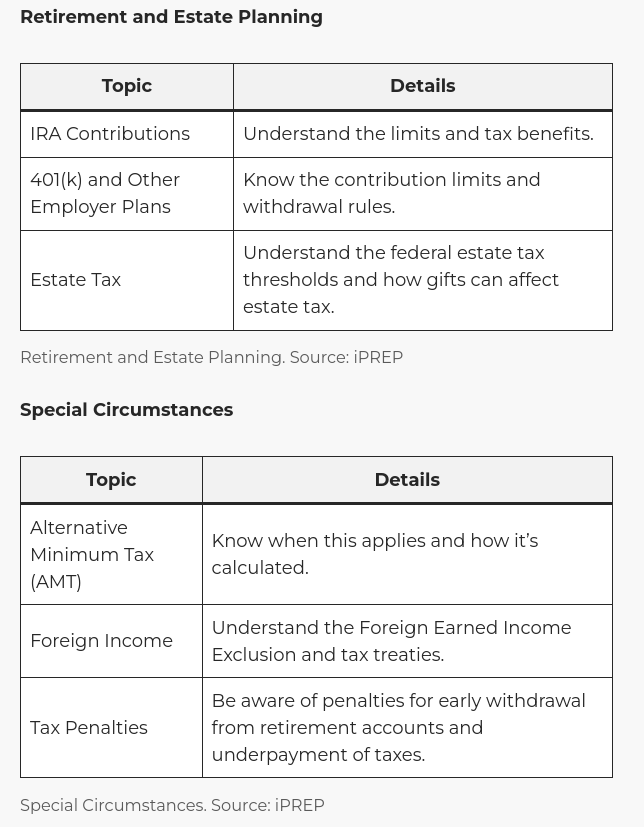 Retirement and Estate Planning
Topic
Details
IRA Contributions
Understand the limits and tax benefits.
401(k) and Other
Employer Plans
Know the contribution limits and
withdrawal rules.
Estate Tax
Understand the federal estate tax
thresholds and how gifts can affect
estate tax.
Retirement and Estate Planning. Source: iPREP
Special Circumstances
Topic
Details
Alternative
Minimum Tax
(AMT)
Know when this applies and how it’s
calculated.
Foreign Income
Understand the Foreign Earned Income
Exclusion and tax treaties.
Tax Penalties
Be aware of penalties for early withdrawal
from retirement accounts and
underpayment of taxes.
Special Circumstances. Source: iPREP